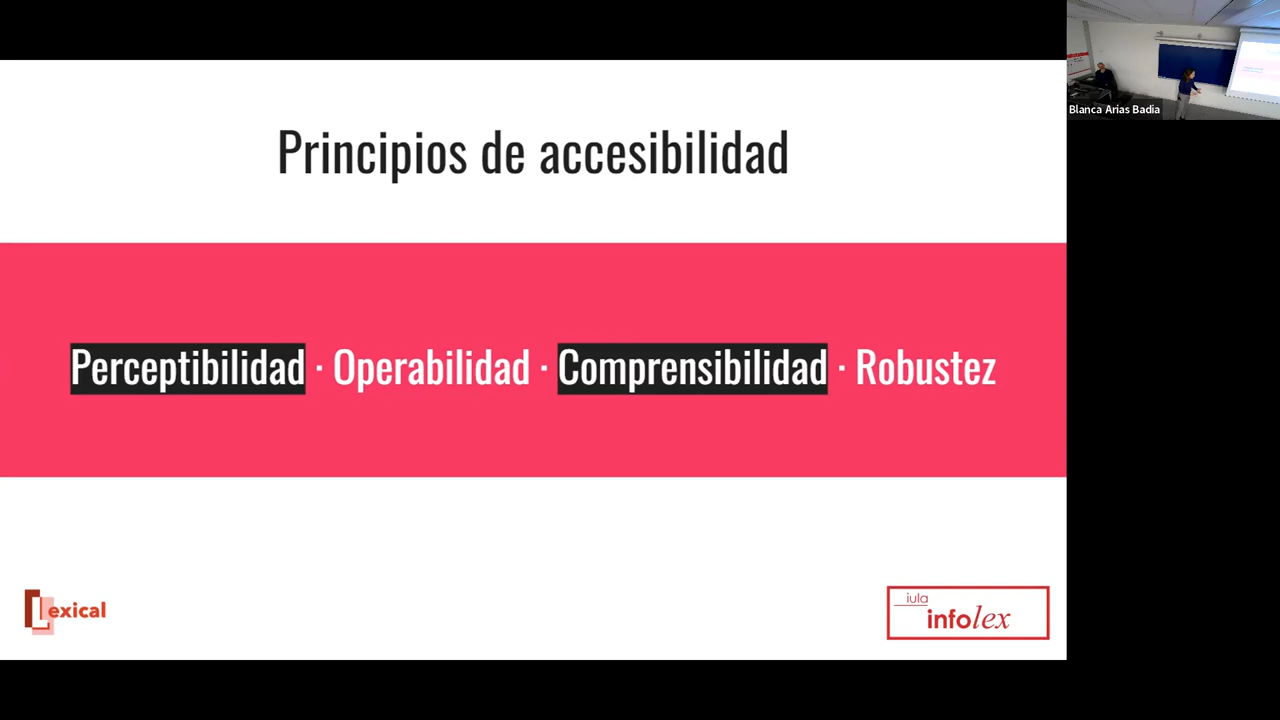 Principios de accesibilidad
Perceptibilidad · Operabilidad · Comprensibilidad · Robustez
Lexical
iula
infolex
Blanca Arias Badia